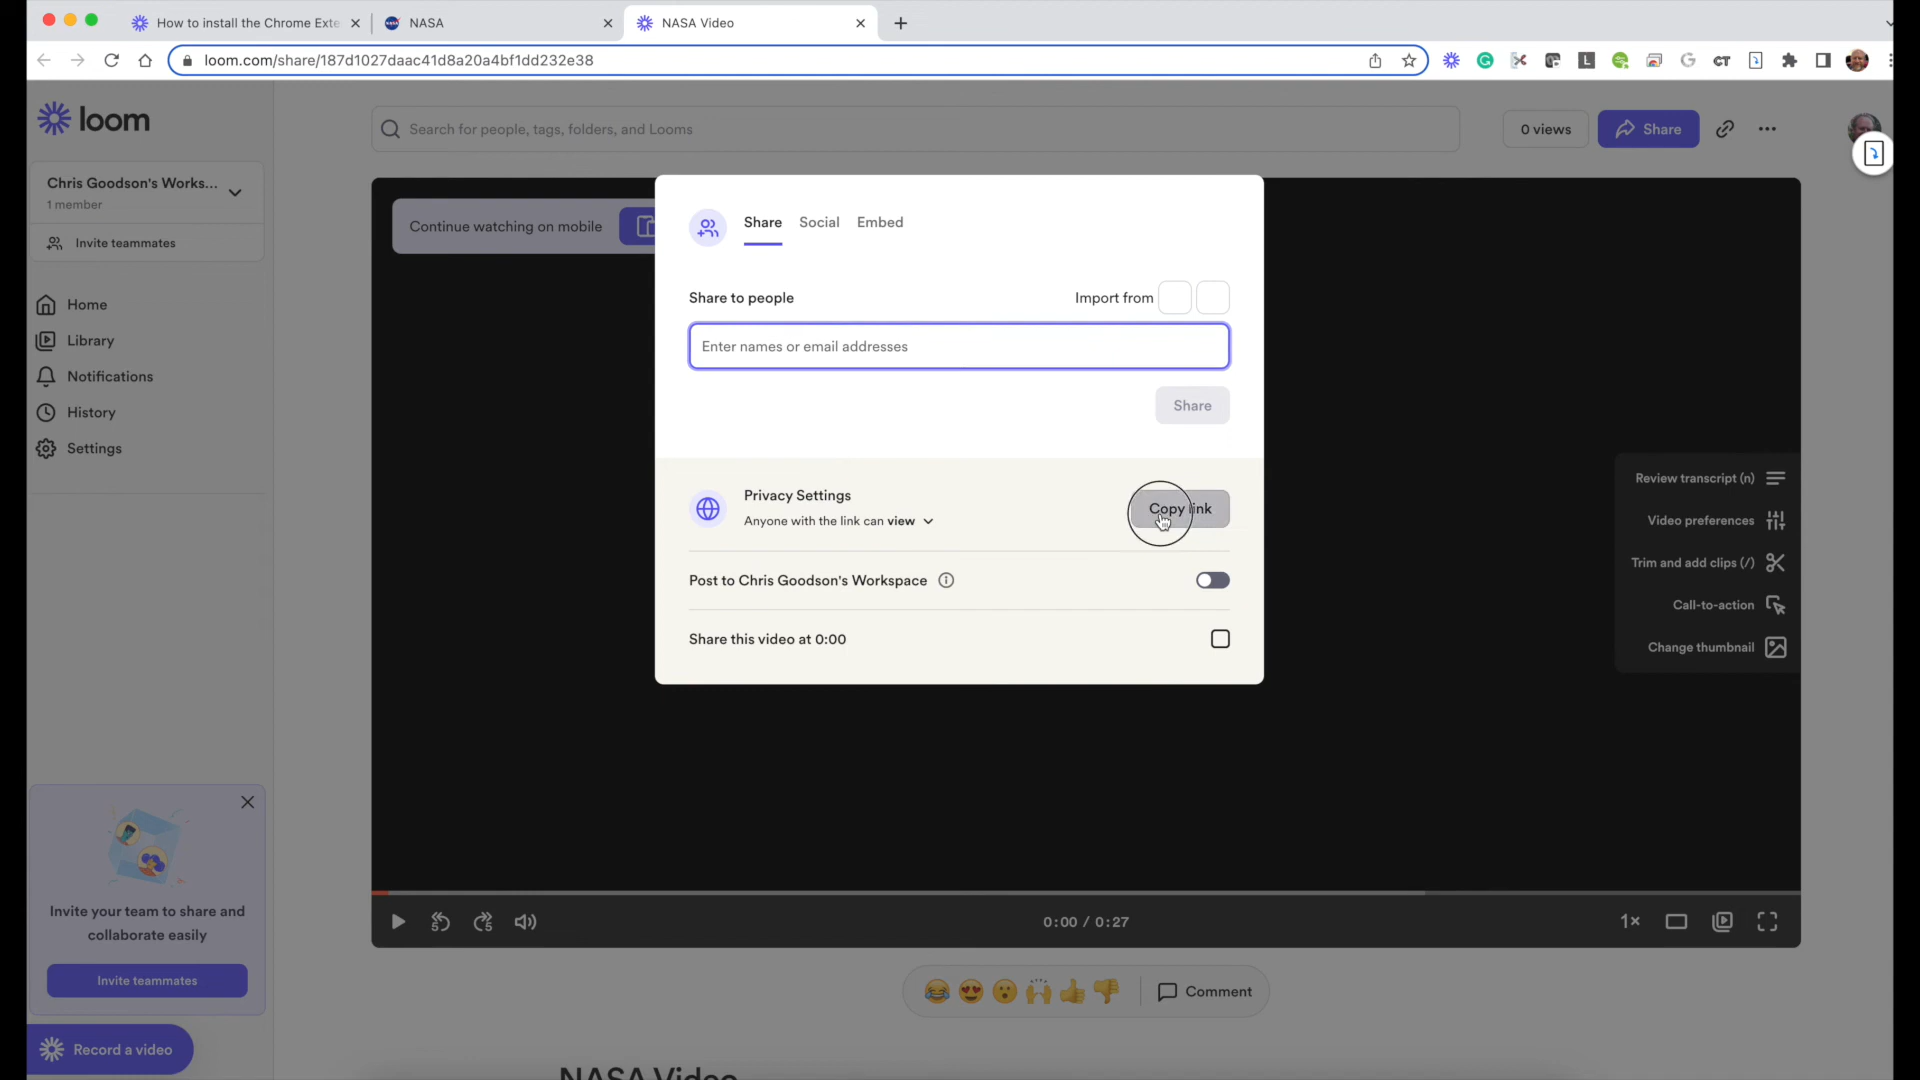 How to install the Chrome Exte
NASA
NASA Video
loom.com/share/187d1027daac41d8a20a4bf1dd232e38
loom
Search for people, tags, folders, and Looms
0 views
Share
Chris Goodson's Works...
1 member
Invite teammates
Home
Library
Notifications
History
Settings
Continue watching on mobile
Share
Social
Embed
Share to people
Import from
Enter names or email addresses
Share
Privacy Settings
Anyone with the link can view
Copy link
Post to Chris Goodson's Workspace
Share this video at 0:00
Review transcript (n)
Video preferences
Trim and add clips (/)
Call-to-action
Change thumbnail
5
5
0:00 / 0:27
1×
Invite your team to share and
collaborate easily
Invite teammates
Record a video
Comment
NASA Video